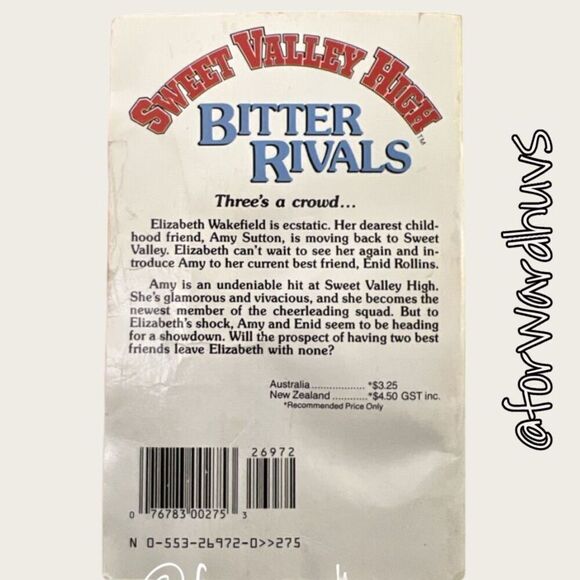 SWEET VALLEY HIGH™
BITTER
RIVALS
Three's a crowd...
Elizabeth Wakefield is ecstatic. Her dearest child-
hood friend, Amy Sutton, is moving back to Sweet
Valley. Elizabeth can't wait to see her again and in-
troduce Amy to her current best friend, Enid Rollins.
Amy is an undeniable hit at Sweet Valley High.
She's glamorous and vivacious, and she becomes the
newest member of the cheerleading squad. But to
Elizabeth's shock, Amy and Enid seem to be heading
for a showdown. Will the prospect of having two best
friends leave Elizabeth with none?
Australia .................. *$3.25
New Zealand ............*$4.50 GST inc.
*Recommended Price Only
26972
0 76783 00275 3
N 0-553-26972-0>>275
@forwardhuvs